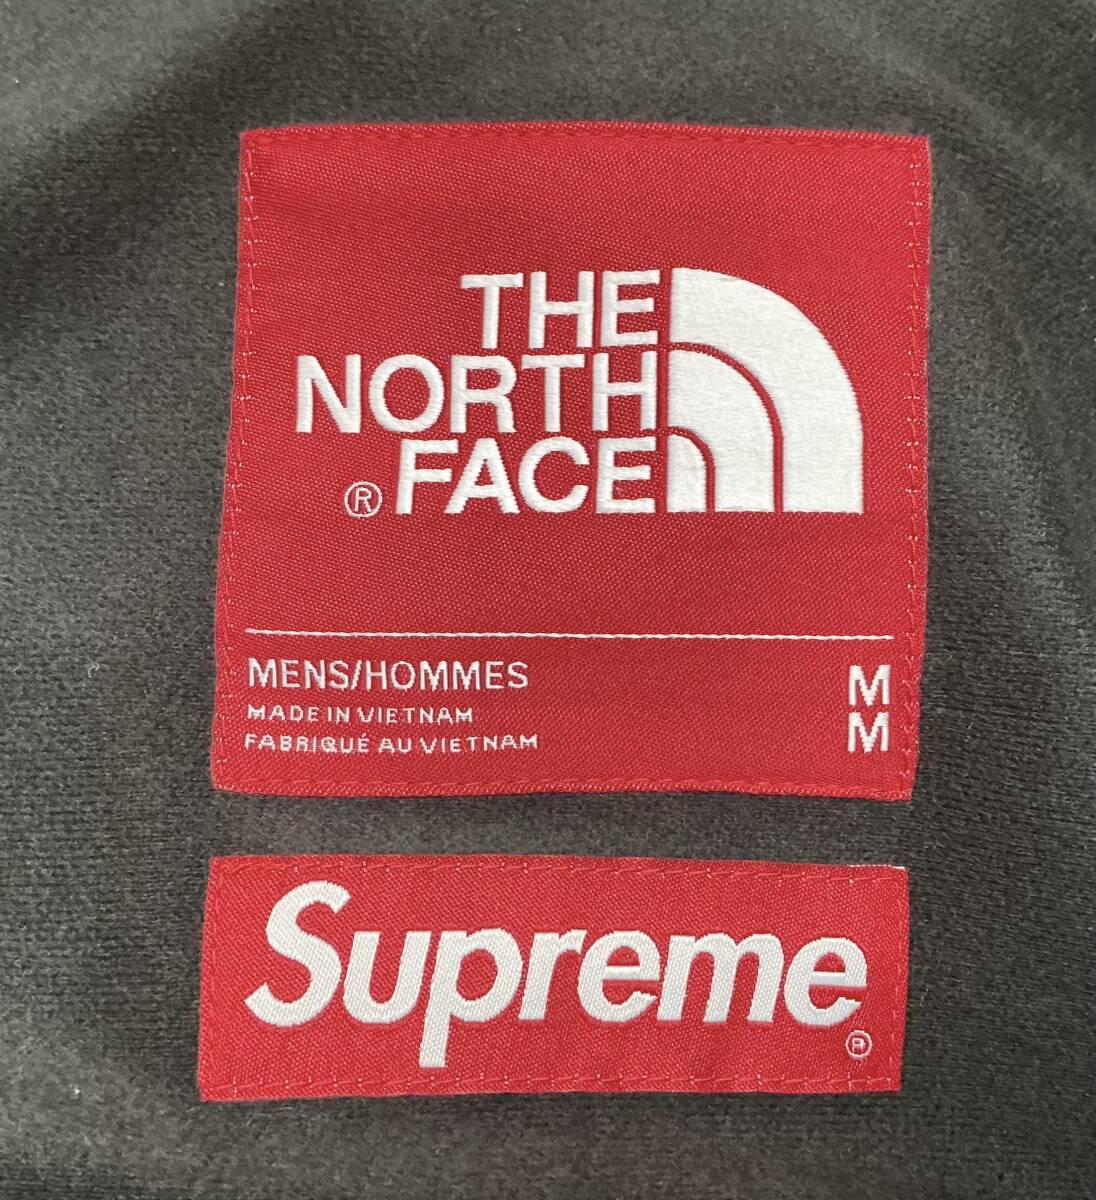 THE
NORTH
® FACE
MENS/HOMMES M
MADE IN VIETNAM
FABRIQUÉ AU VIETNAM M
Supreme ®